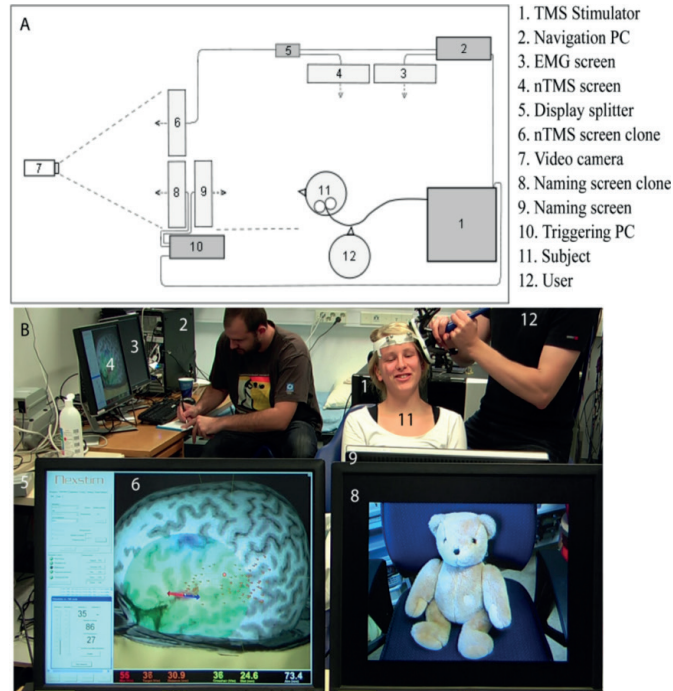 A
1. TMS Stimulator
2. Navigation PC
3. EMG screen
4. nTMS screen
5. Display splitter
6. nTMS screen clone
7. Video camera
8. Naming screen clone
9. Naming screen
10. Triggering PC
11. Subject
12. User
5
2
4
3
6
7
8
9
11
1
10
12
B
2
12
3
4
1
11
9
5
6
8
Nexstim
35
86
27
55 38 30.9 36 24.6 73.4